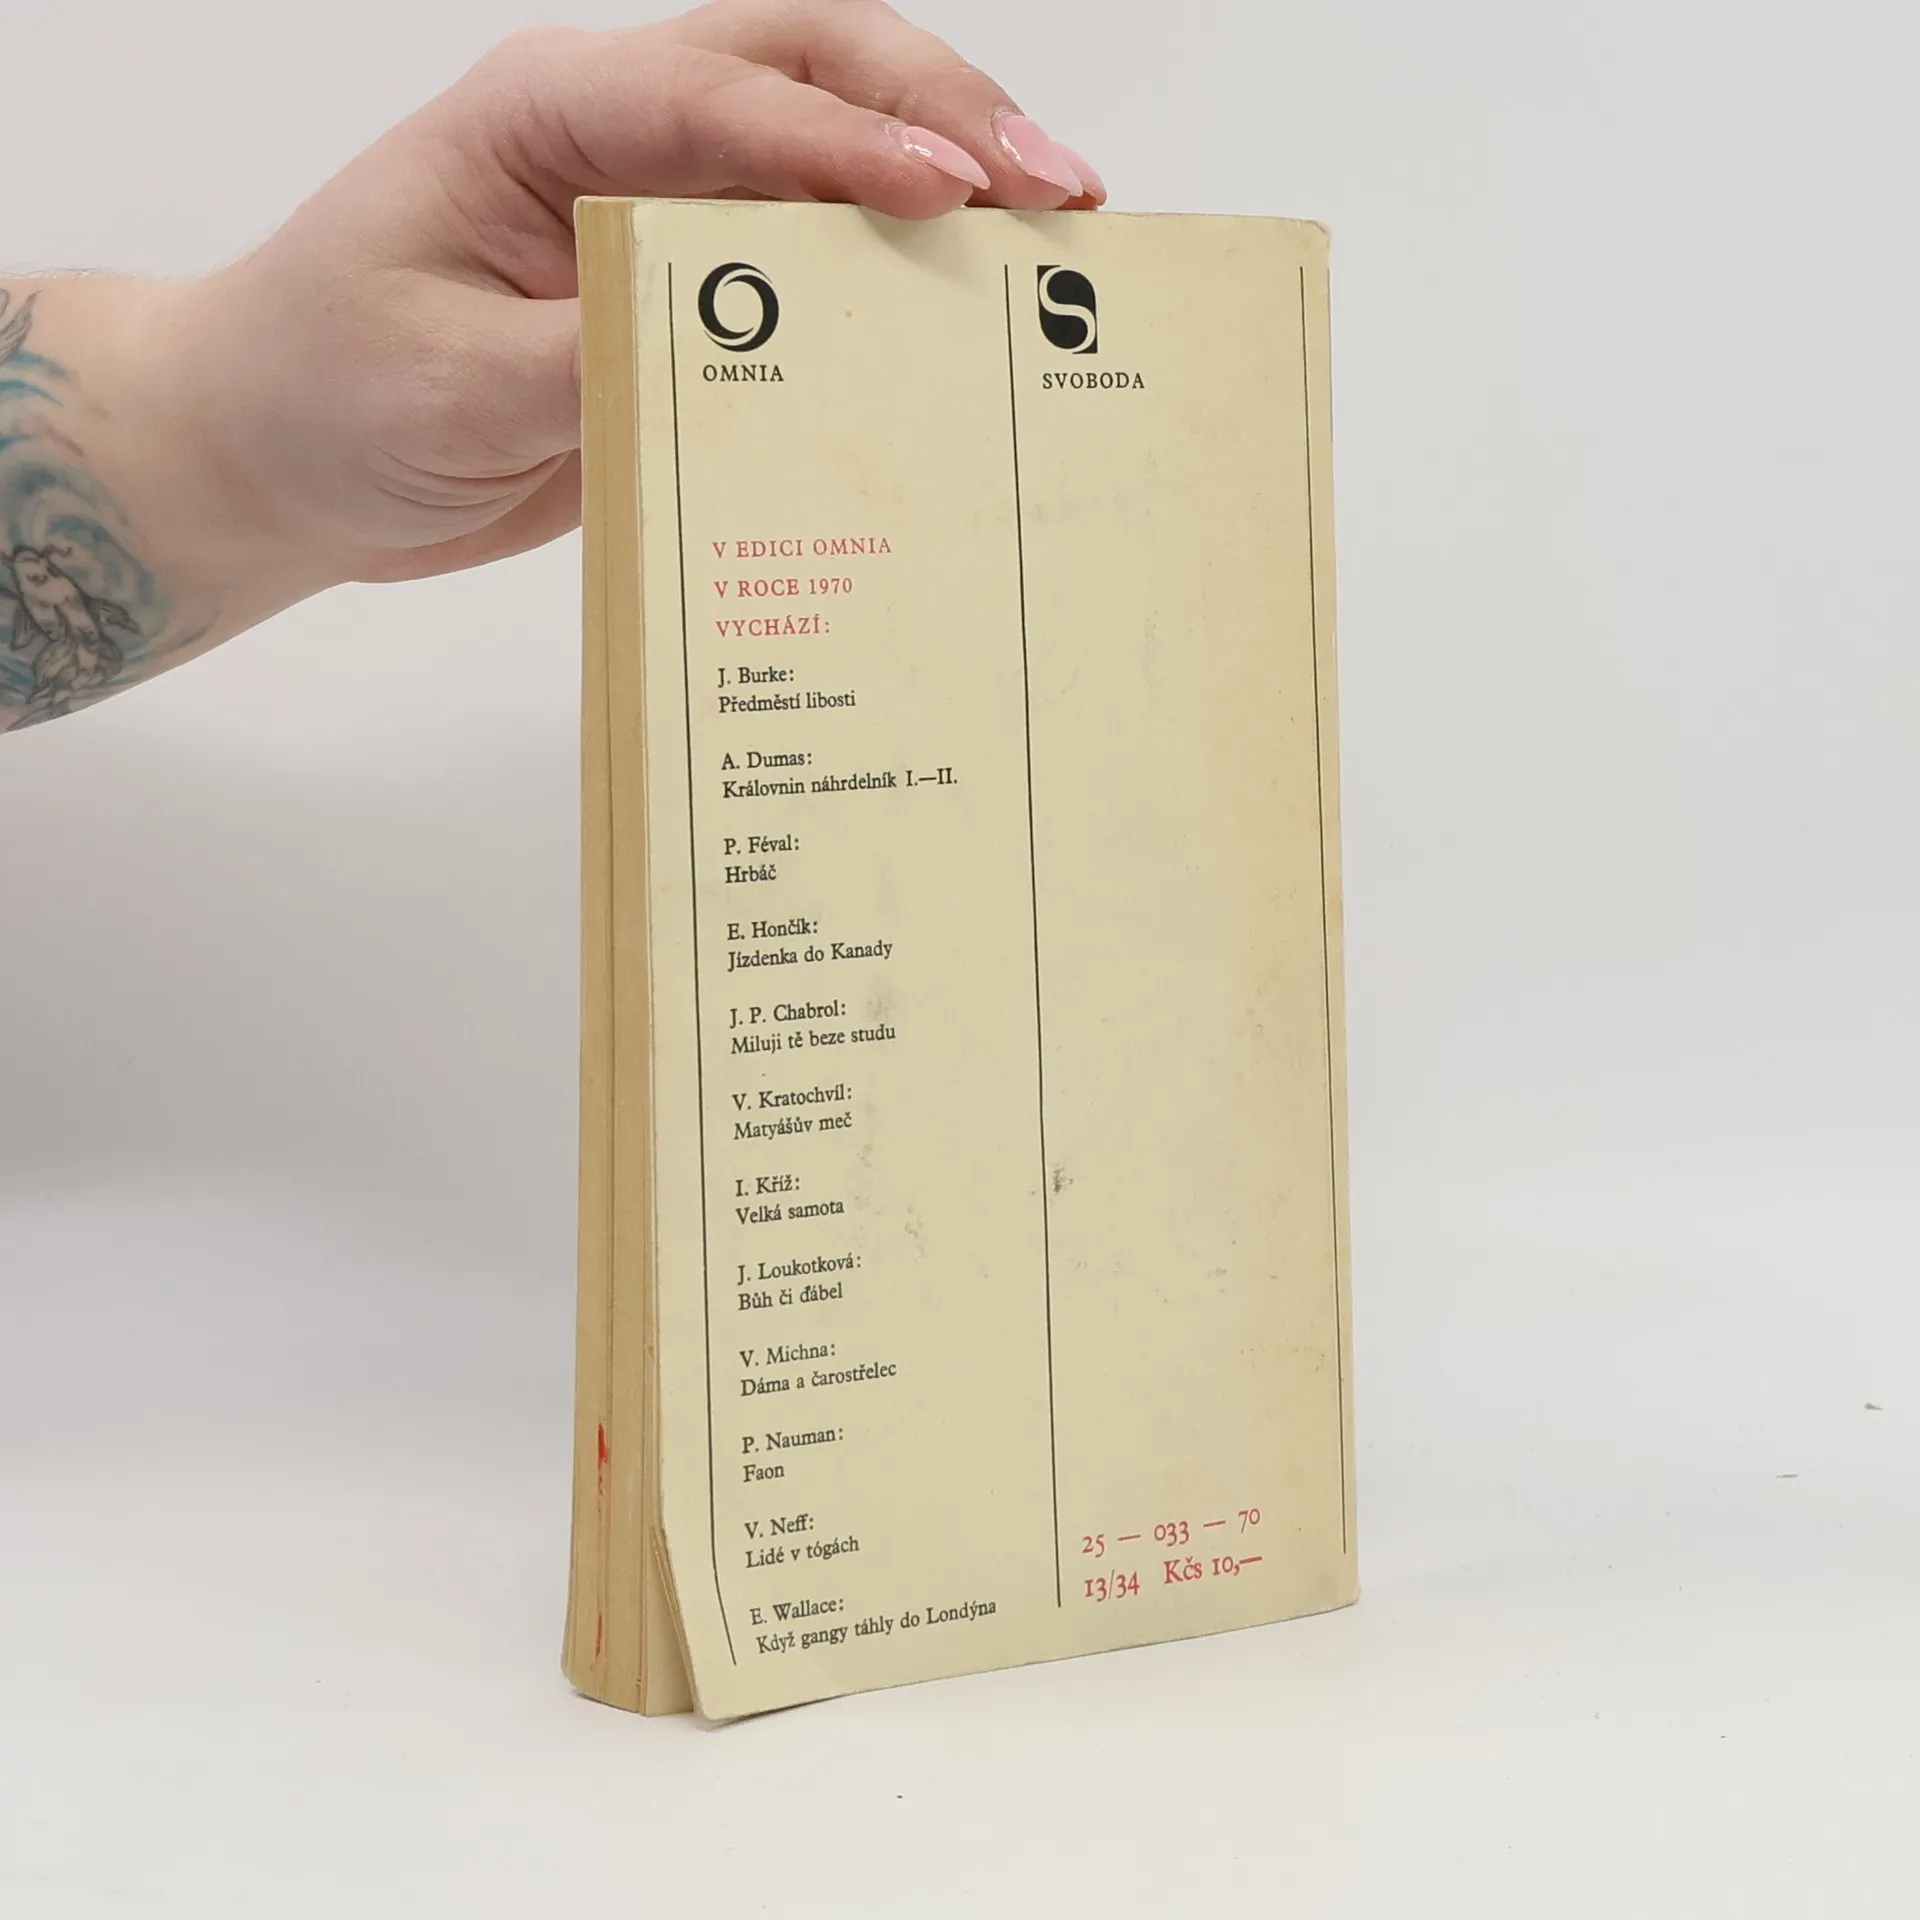 OMNIA
SVOBODA
V EDICI OMNIA
V ROCE 1970
VYCHÁZÍ:
J. Burke:
Předměstí libosti
A. Dumas:
Královnin náhrdelník I.—II.
P. Féval:
Hrbáč
E. Hončík:
Jízdenka do Kanady
J. P. Chabrol:
Miluji tě beze studu
V. Kratochvíl:
Matyášův meč
I. Kříž:
Velká samota
J. Loukotková:
Bůh či ďábel
V. Michna:
Dáma a čarostřelec
P. Nauman:
Faon
V. Neff:
Lidé v tógách
E. Wallace:
Když gangy táhly do Londýna
25 — 033 — 70
13/34 Kčs 10,—